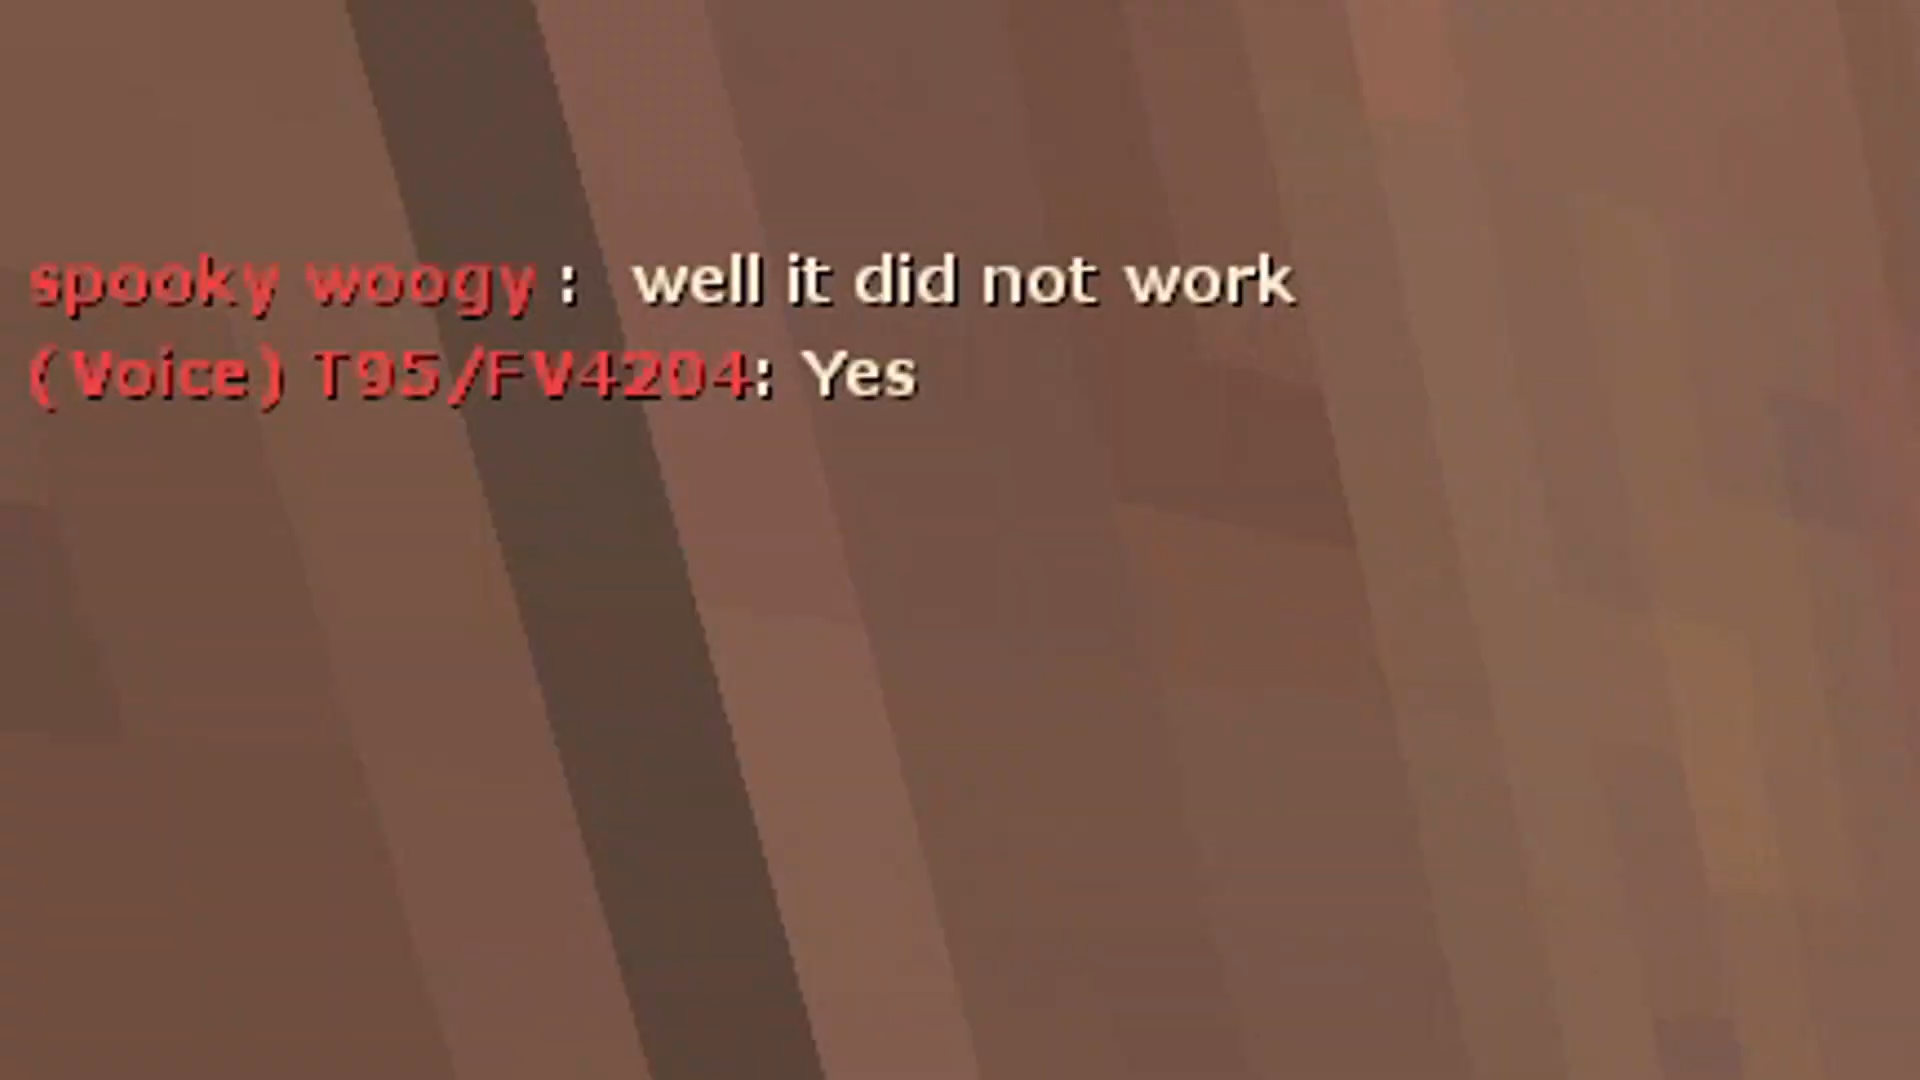 spooky woogy :  well it did not work
(Voice) T95/FV4204: Yes